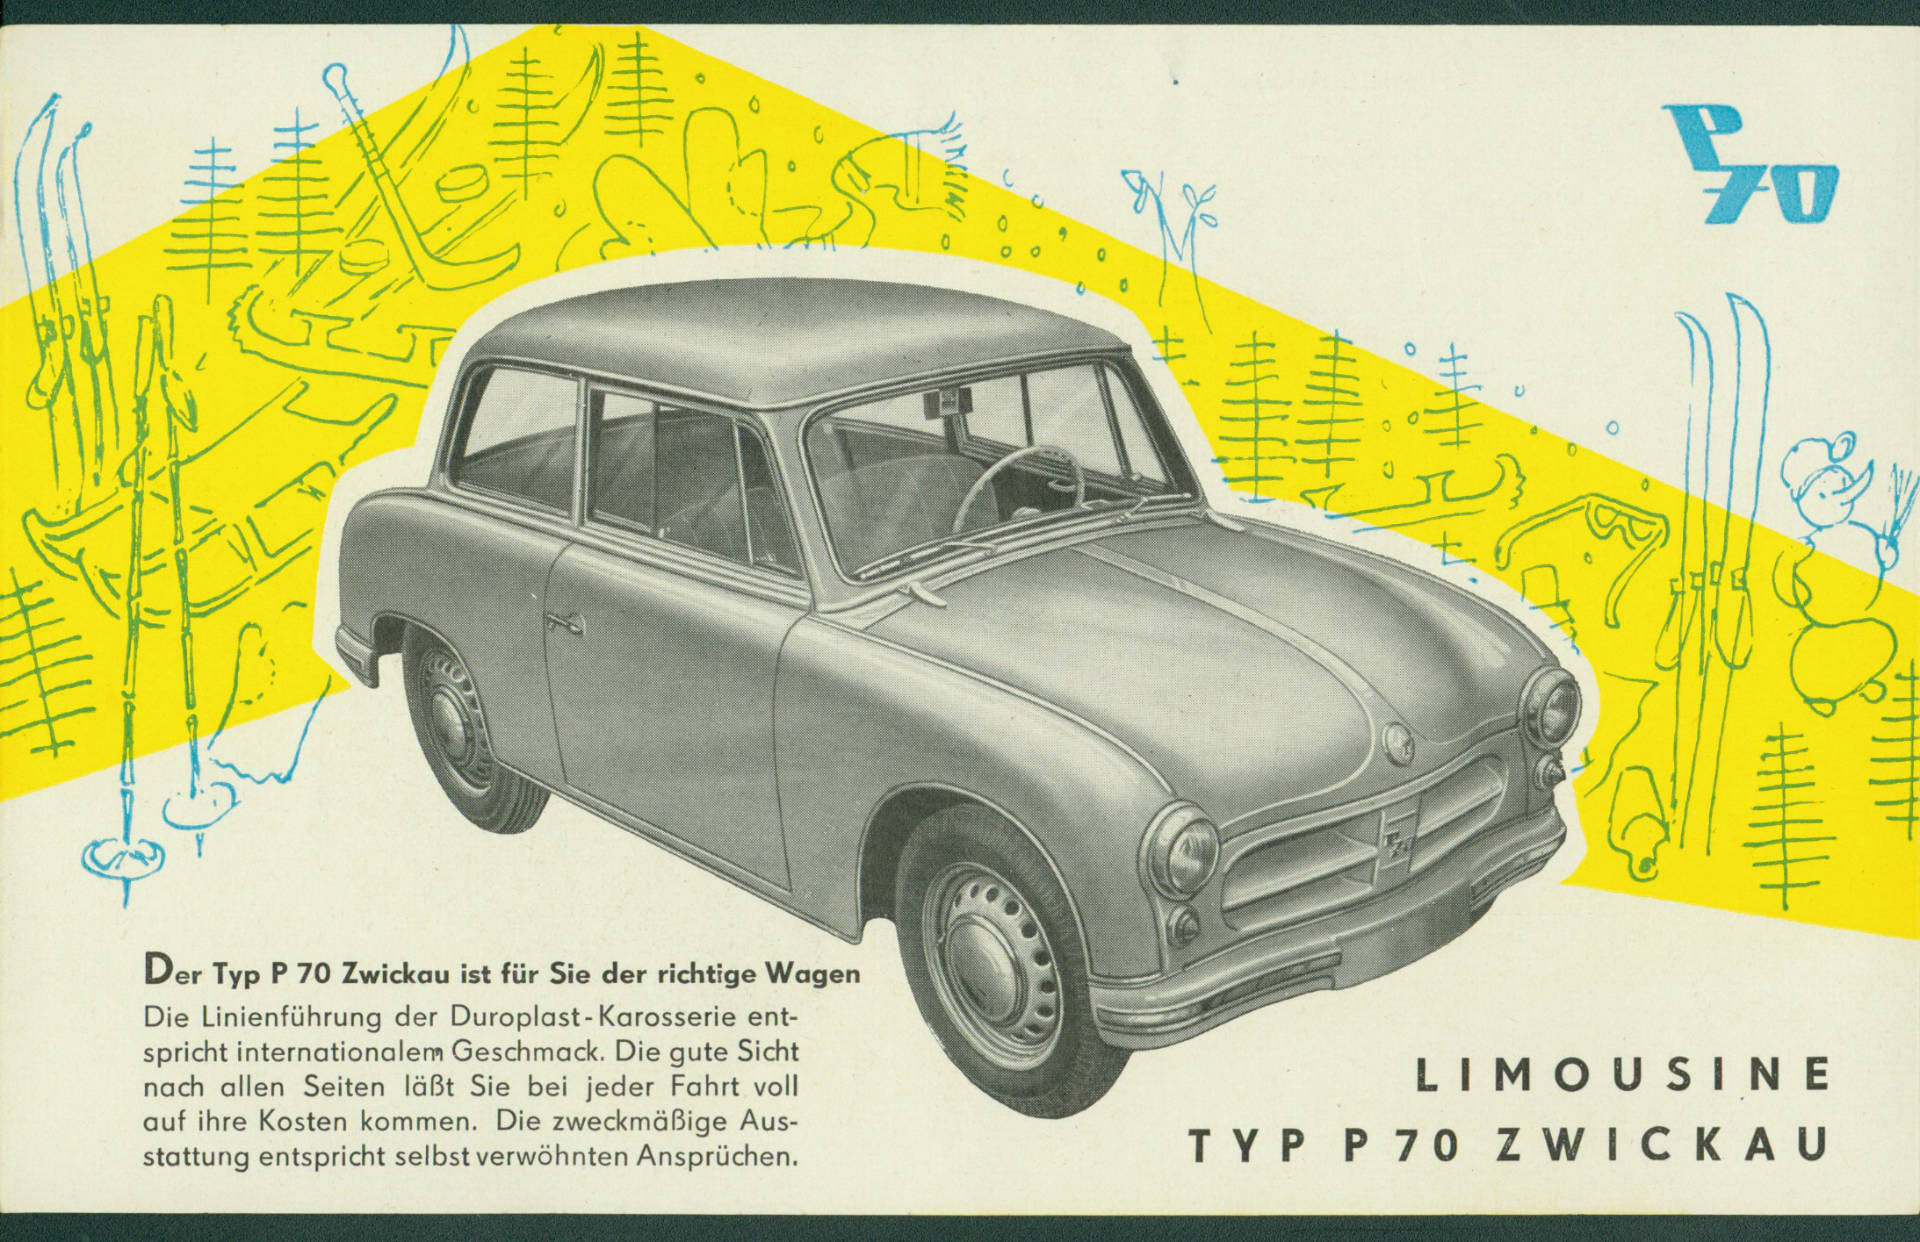 P
70
P
70
Der Typ P 70 Zwickau ist für Sie der richtige Wagen
Die Linienführung der Duroplast-Karosserie ent-
spricht internationalem Geschmack. Die gute Sicht
nach allen Seiten läßt Sie bei jeder Fahrt voll
auf ihre Kosten kommen. Die zweckmäßige Aus-
stattung entspricht selbst verwöhnten Ansprüchen.
LIMOUSINE
TYP P 70 ZWICKAU